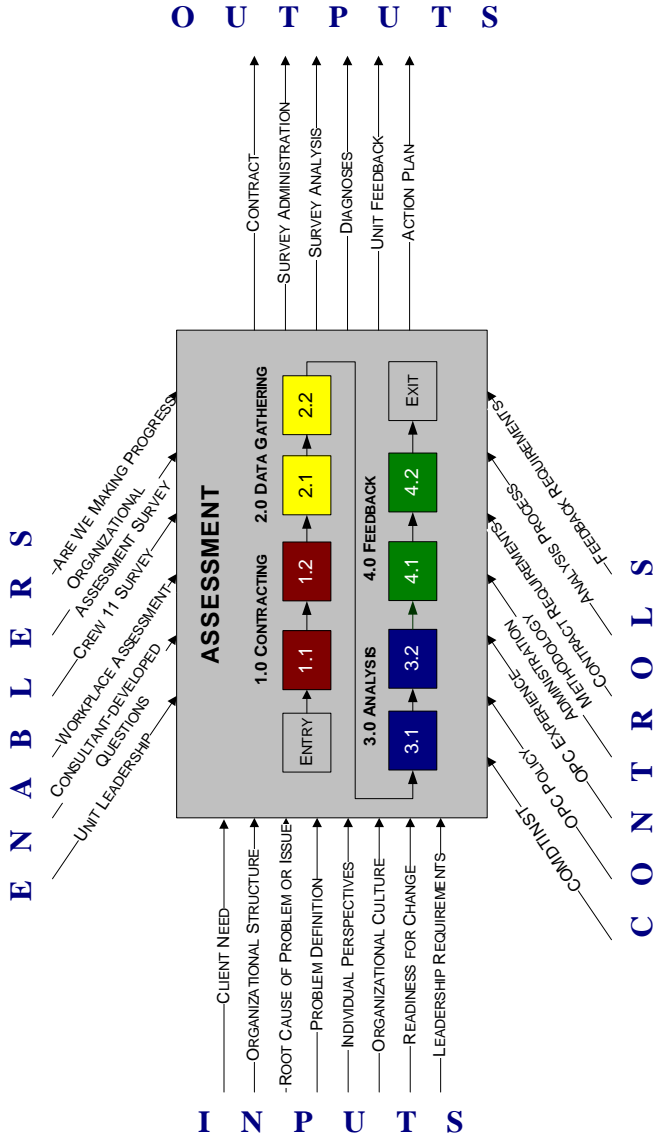 OUTPUTS
CONTRACT
SURVEY ADMINISTRATION
SURVEY ANALYSIS
DIAGNOSES
UNIT FEEDBACK
ACTION PLAN
ENABLERS
UNIT LEADERSHIP
CONSULTANT-DEVELOPED
QUESTIONS
WORKPLACE ASSESSMENT
CREW 11 SURVEY
ORGANIZATIONAL
ASSESSMENT SURVEY
ARE WE MAKING PROGRESS
ASSESSMENT
1.0 CONTRACTING
2.0 DATA GATHERING
ENTRY
1.1
1.2
2.1
2.2
3.0 ANALYSIS
4.0 FEEDBACK
3.1
3.2
4.1
4.2
EXIT
INPUTS
CLIENT NEED
ORGANIZATIONAL STRUCTURE
ROOT CAUSE OF PROBLEM OR ISSUE
PROBLEM DEFINITION
INDIVIDUAL PERSPECTIVES
ORGANIZATIONAL CULTURE
READINESS FOR CHANGE
LEADERSHIP REQUIREMENTS
CONTROLS
COMDTINST
OPC POLICY
OPC EXPERIENCE
ADMINISTRATION
METHODOLOGY
CONTRACT REQUIREMENTS
ANALYSIS PROCESS
FEEDBACK REQUIREMENTS